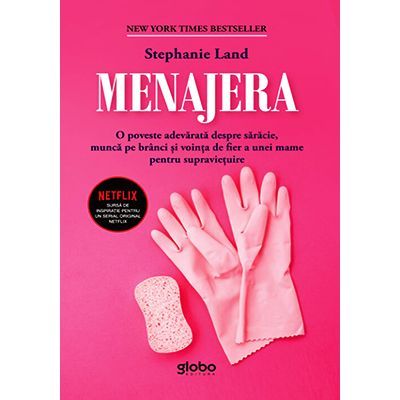 NEW YORK TIMES BESTSELLER
Stephanie Land
MENAJERA
O poveste adevărată despre sărăcie,
muncă pe brânci și voința de fier a unei mame
pentru supraviețuire
NETFLIX
SURSĂ DE
INSPIRAȚIE PENTRU
UN SERIAL ORIGINAL
NETFLIX
globo
EDITURA